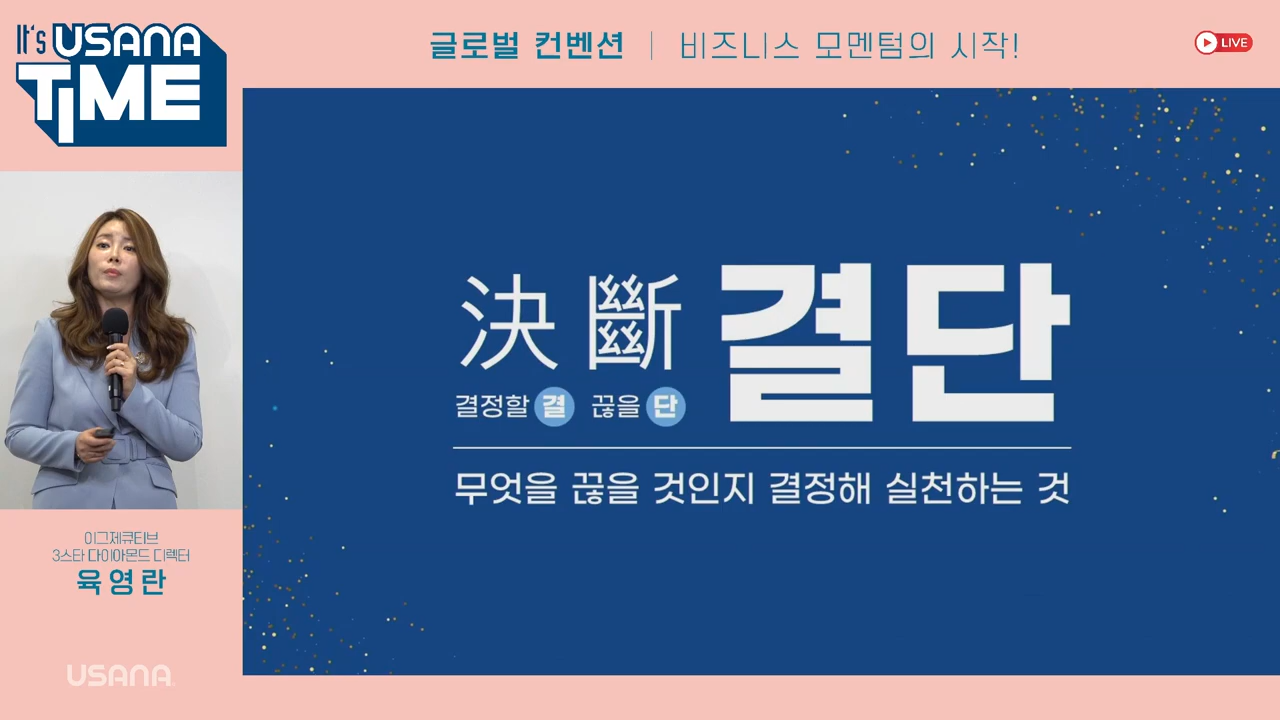 It's USANA
TIME
글로벌 컨벤션 | 비즈니스 모멘텀의 시작!
LIVE
決斷 결단
결정할 결 끊을 단
무엇을 끊을 것인지 결정해 실천하는 것
이그제큐티브
3스타 다이아몬드 디렉터
육영란
USANA